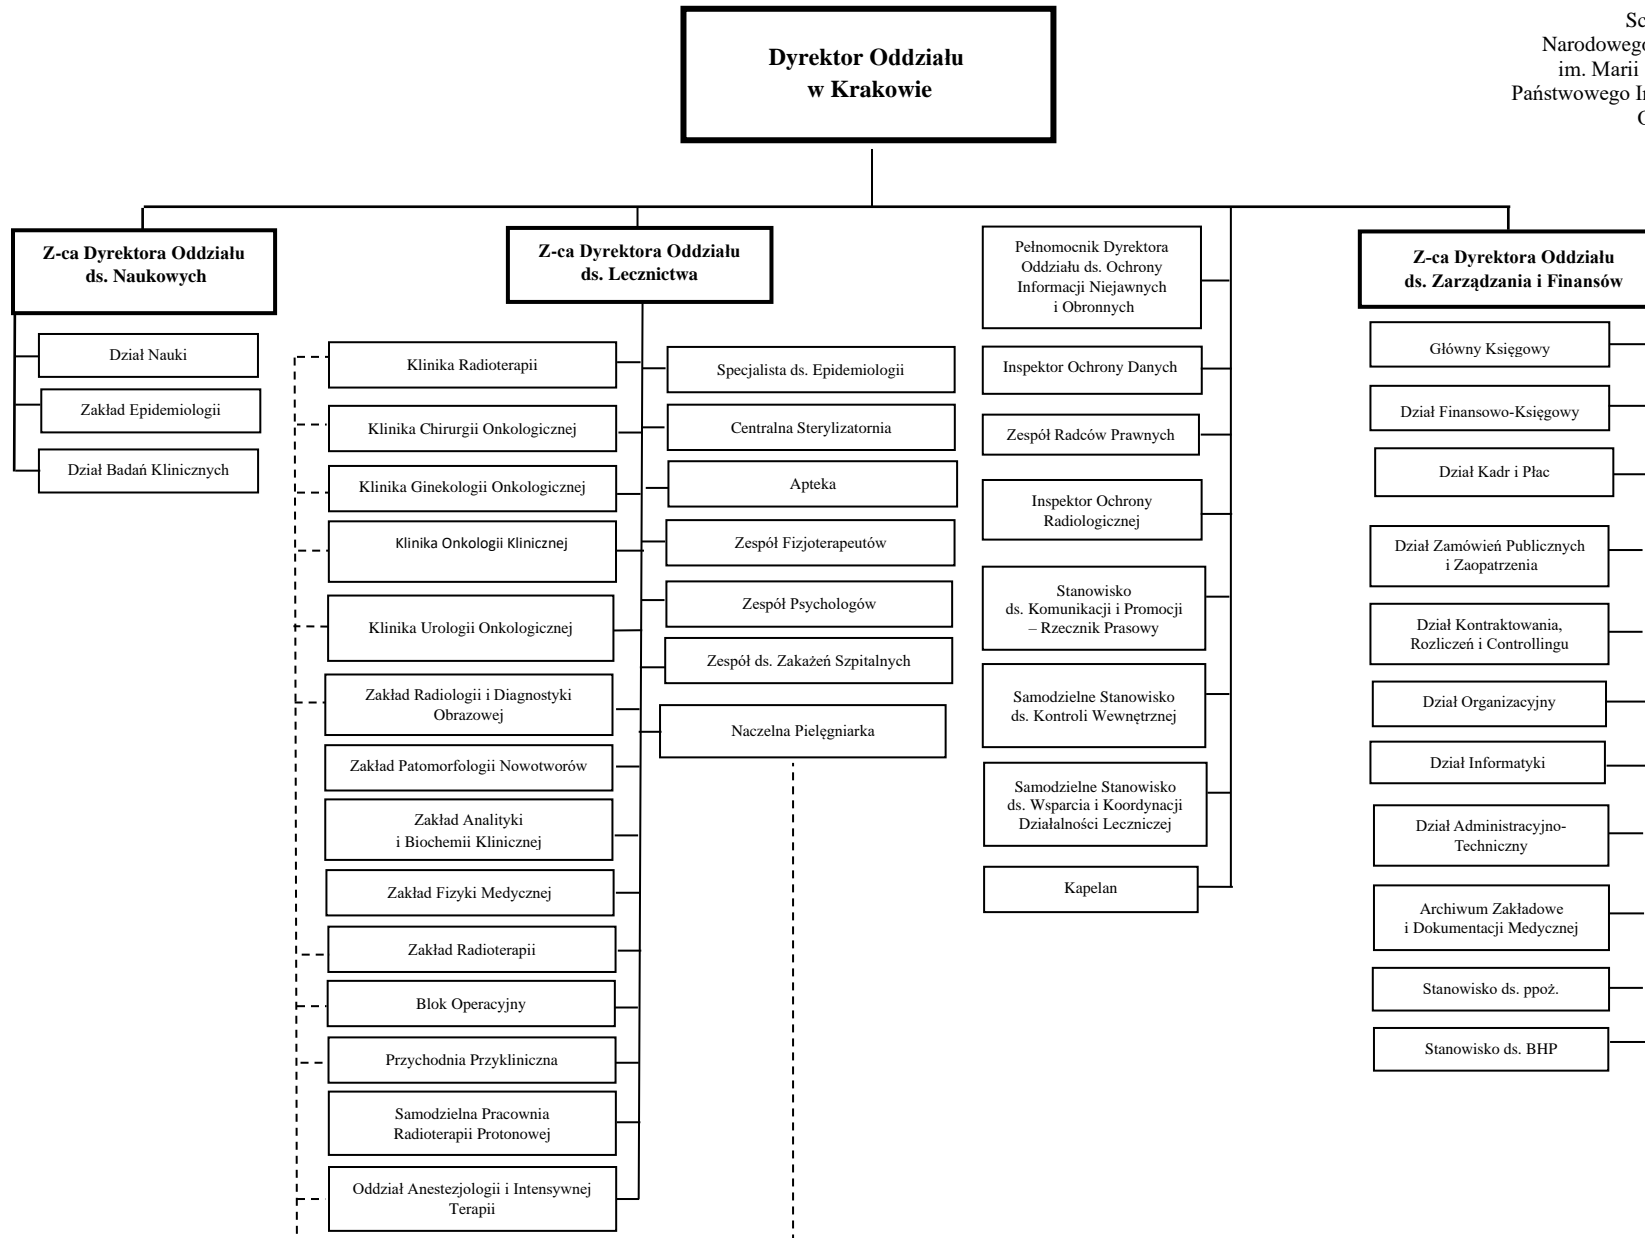 Dyrektor Oddziału
w Krakowie
Narodowego
im. Marii
Państwowego
Z-ca Dyrektora Oddziału
ds. Naukowych
Dział Nauki
Zakład Epidemiologii
Dział Badań Klinicznych
Z-ca Dyrektora Oddziału
ds. Lecznictwa
Klinika Radioterapii
Klinika Chirurgii Onkologicznej
Klinika Ginekologii Onkologicznej
Klinika Onkologii Klinicznej
Klinika Urologii Onkologicznej
Zakład Radiologii i Diagnostyki
Obrazowej
Zakład Patomorfologii Nowotworów
Zakład Analityki
i Biochemii Klinicznej
Zakład Fizyki Medycznej
Zakład Radioterapii
Blok Operacyjny
Przychodnia Przykliniczna
Samodzielna Pracownia
Radioterapii Protonowej
Oddział Anestezjologii i Intensywnej
Terapii
Specjalista ds. Epidemiologii
Centralna Sterylizatornia
Apteka
Zespół Fizjoterapeutów
Zespół Psychologów
Zespół ds. Zakażeń Szpitalnych
Naczelna Pielęgniarka
Pełnomocnik Dyrektora
Oddziału ds. Ochrony
Informacji Niejawnych
i Obronnych
Inspektor Ochrony Danych
Zespół Radców Prawnych
Inspektor Ochrony
Radiologicznej
Stanowisko
ds. Komunikacji i Promocji
– Rzecznik Prasowy
Samodzielne Stanowisko
ds. Kontroli Wewnętrznej
Samodzielne Stanowisko
ds. Wsparcia i Koordynacji
Działalności Leczniczej
Kapelan
Z-ca Dyrektora Oddziału
ds. Zarządzania i Finansów
Główny Księgowy
Dział Finansowo-Księgowy
Dział Kadr i Płac
Dział Zamówień Publicznych
i Zaopatrzenia
Dział Kontraktowania,
Rozliczeń i Controllingu
Dział Organizacyjny
Dział Informatyki
Dział Administracyjno-
Techniczny
Archiwum Zakładowe
i Dokumentacji Medycznej
Stanowisko ds. ppoż.
Stanowisko ds. BHP